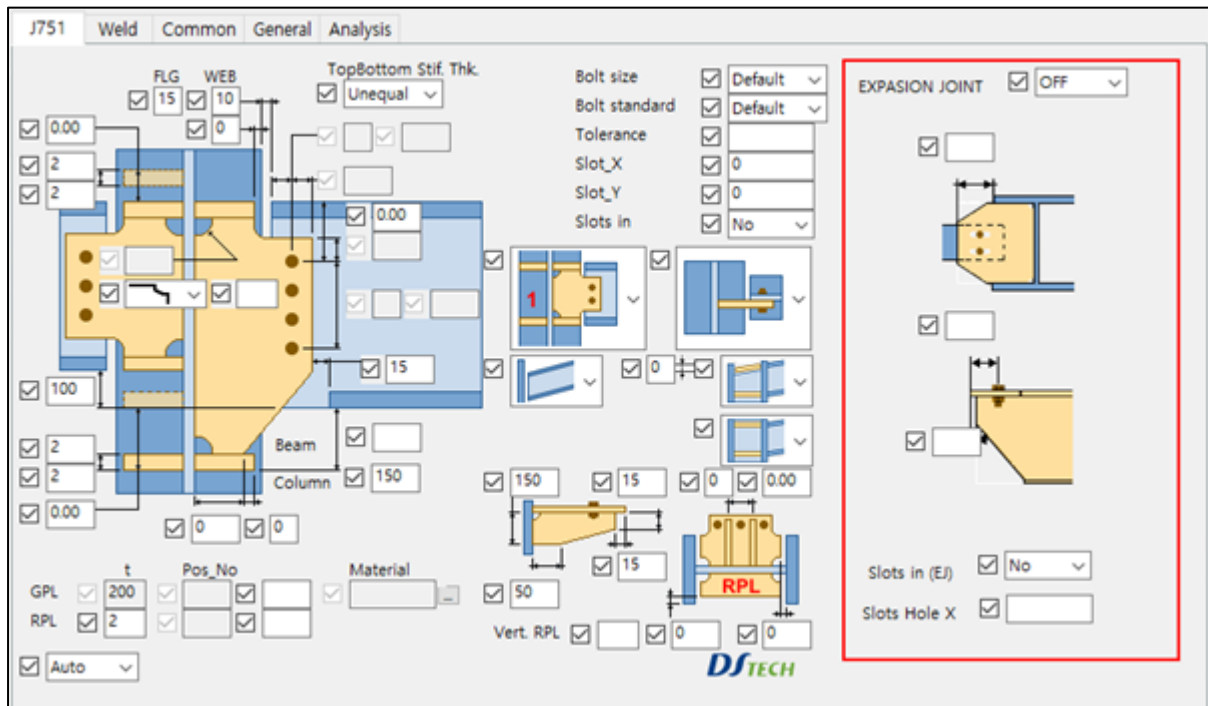 J751 Weld Common General Analysis
FLG WEB TopBottom Stif. Thk.
15 10 Unequal
0.00 0
2
2
0.00
15
100
2
Beam
2
Column 150
0.00
0 0
t Pos_No Material
GPL 200 ...
RPL 2
Auto
Bolt size Default
Bolt standard Default
Tolerance
Slot_X 0
Slot_Y 0
Slots in No
1
0
150 15 0 0.00
15
50
RPL
Vert. RPL 0 0
DSTECH
EXPASION JOINT OFF
Slots in (EJ) No
Slots Hole X